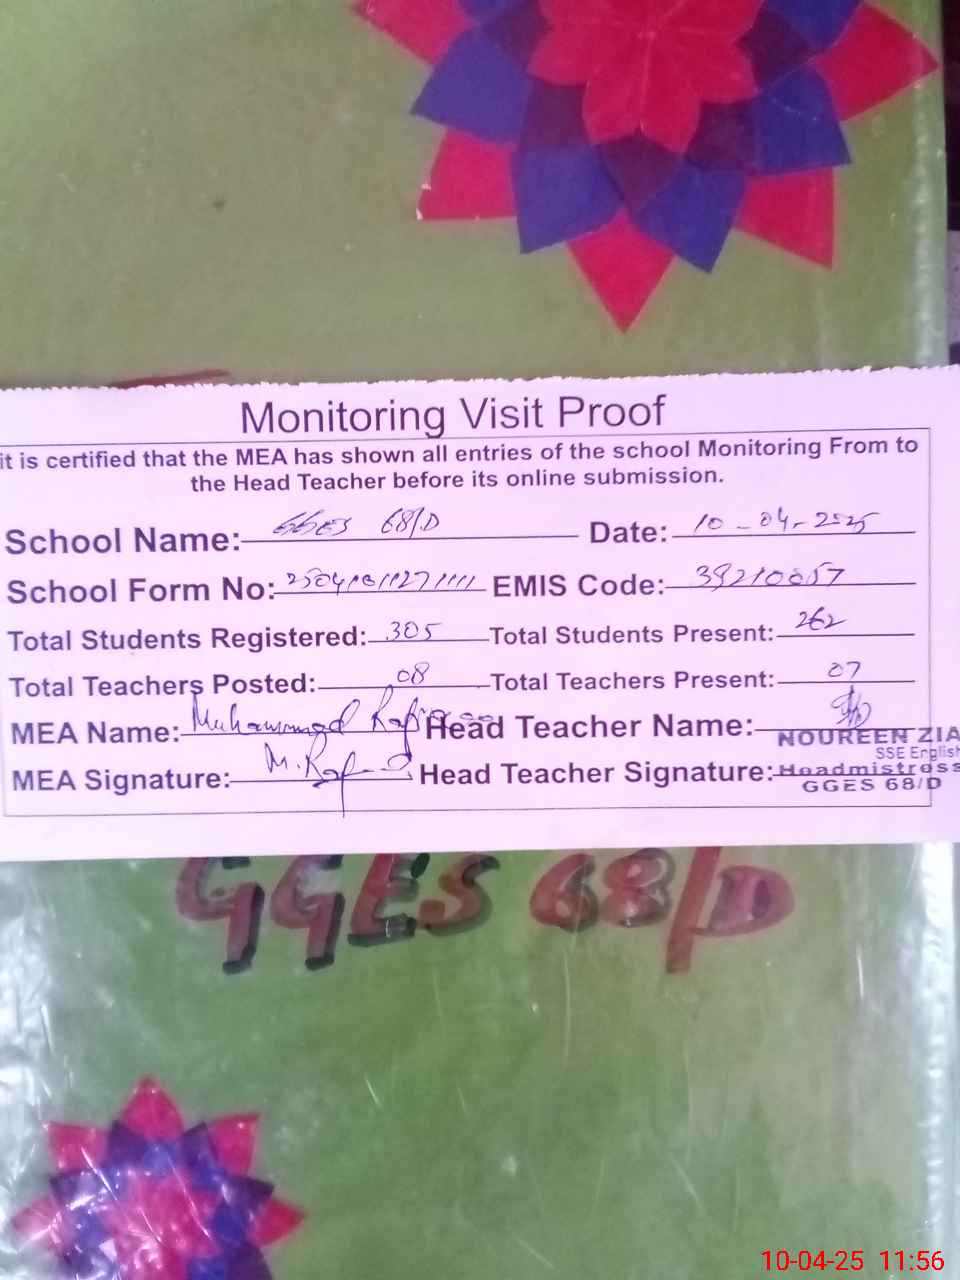 Monitoring Visit Proof
it is certified that the MEA has shown all entries of the school Monitoring From to
the Head Teacher before its online submission.
School Name: GGES 68/D Date: 10-04-2025
School Form No: EMIS Code: 39210057
Total Students Registered: 305 Total Students Present: 262
Total Teachers Posted: 08 Total Teachers Present: 07
MEA Name: Muhammad Head Teacher Name:
NOUREEN ZIA
SSE English
MEA Signature: Head Teacher Signature: Headmistress
GGES 68/D
GGES 68/D
10-04-25 11:56